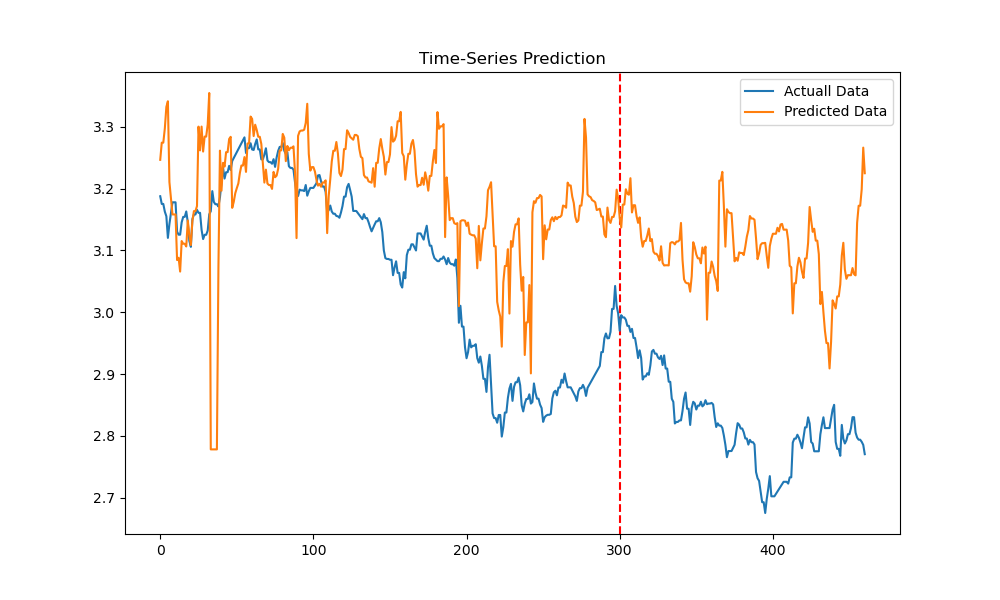 Time-Series Prediction
Actuall Data
Predicted Data
3.3
3.2
3.1
3.0
2.9
2.8
2.7
0 100 200 300 400